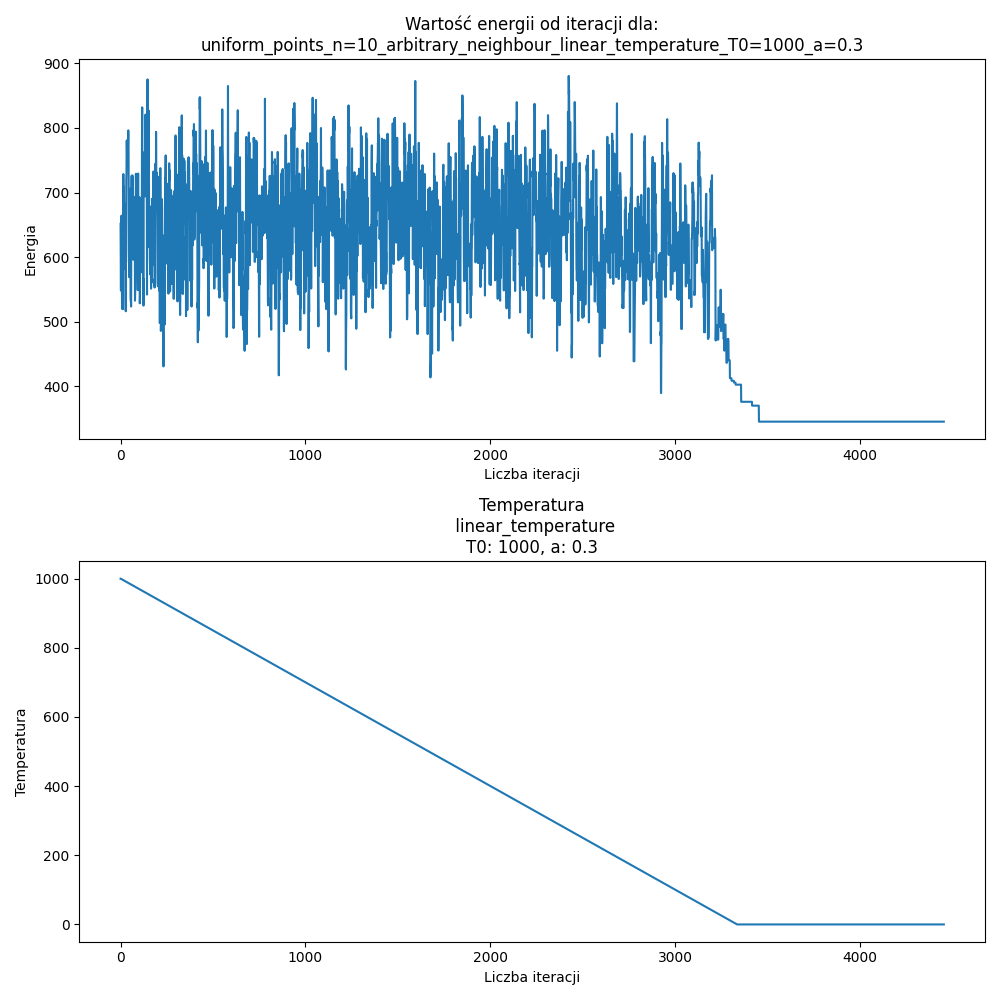 Wartość energii od iteracji dla:
uniform_points_n=10_arbitrary_neighbour_linear_temperature_T0=1000_a=0.3
900
800
700
600
500
400
Energia
0 1000 2000 3000 4000
Liczba iteracji
Temperatura
linear_temperature
T0: 1000, a: 0.3
1000
800
600
400
200
0
Temperatura
0 1000 2000 3000 4000
Liczba iteracji